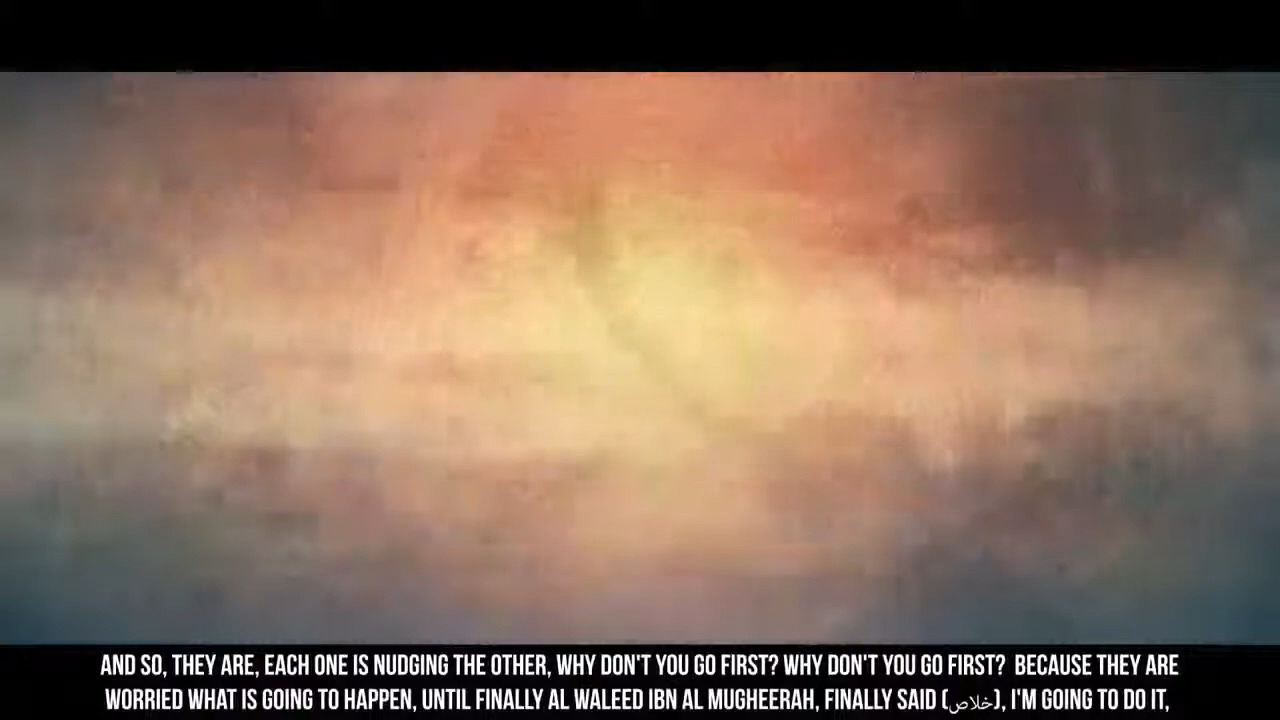 AND SO, THEY ARE, EACH ONE IS NUDGING THE OTHER, WHY DON'T YOU GO FIRST? WHY DON'T YOU GO FIRST?  BECAUSE THEY ARE
WORRIED WHAT IS GOING TO HAPPEN, UNTIL FINALLY AL WALEED IBN AL MUGHEERAH, FINALLY SAID (خلاص), I'M GOING TO DO IT,